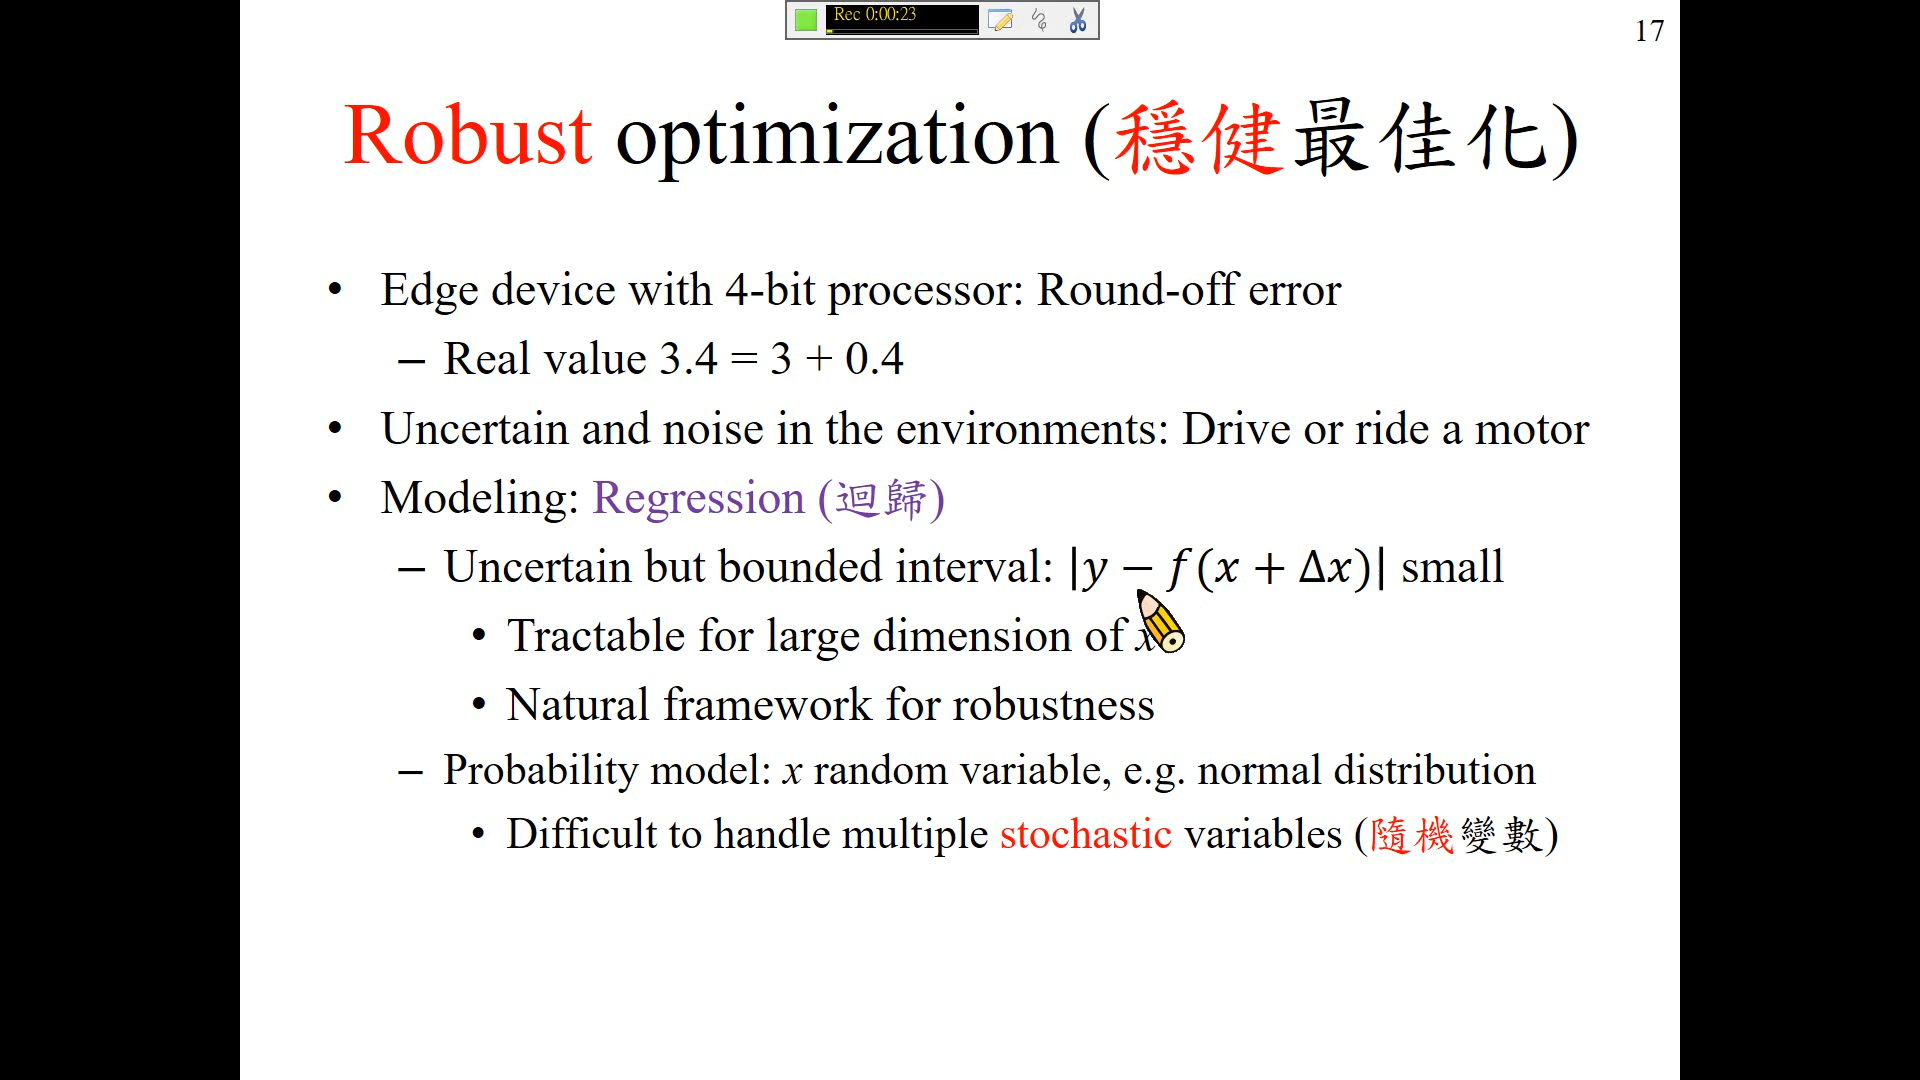 Rec 0:00:23
17
Robust optimization (穩健最佳化)
• Edge device with 4-bit processor: Round-off error
– Real value 3.4 = 3 + 0.4
• Uncertain and noise in the environments: Drive or ride a motor
• Modeling: Regression (迴歸)
– Uncertain but bounded interval: |y − f(x + Δx)| small
• Tractable for large dimension of x
• Natural framework for robustness
– Probability model: x random variable, e.g. normal distribution
• Difficult to handle multiple stochastic variables (隨機變數)